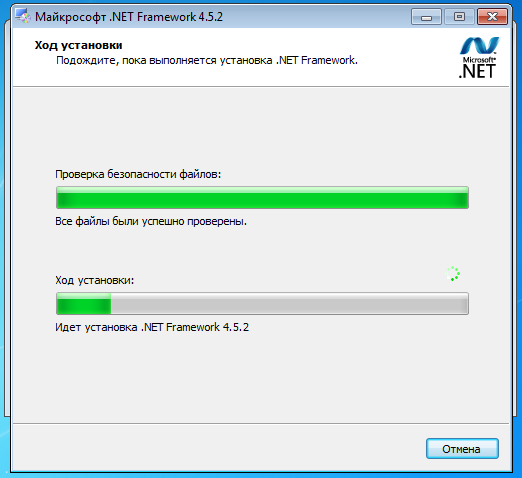 Майкрософт .NET Framework 4.5.2
Ход установки
Подождите, пока выполняется установка .NET Framework.
Microsoft®
.NET
Проверка безопасности файлов:
Все файлы были успешно проверены.
Ход установки:
Идет установка .NET Framework 4.5.2
Отмена